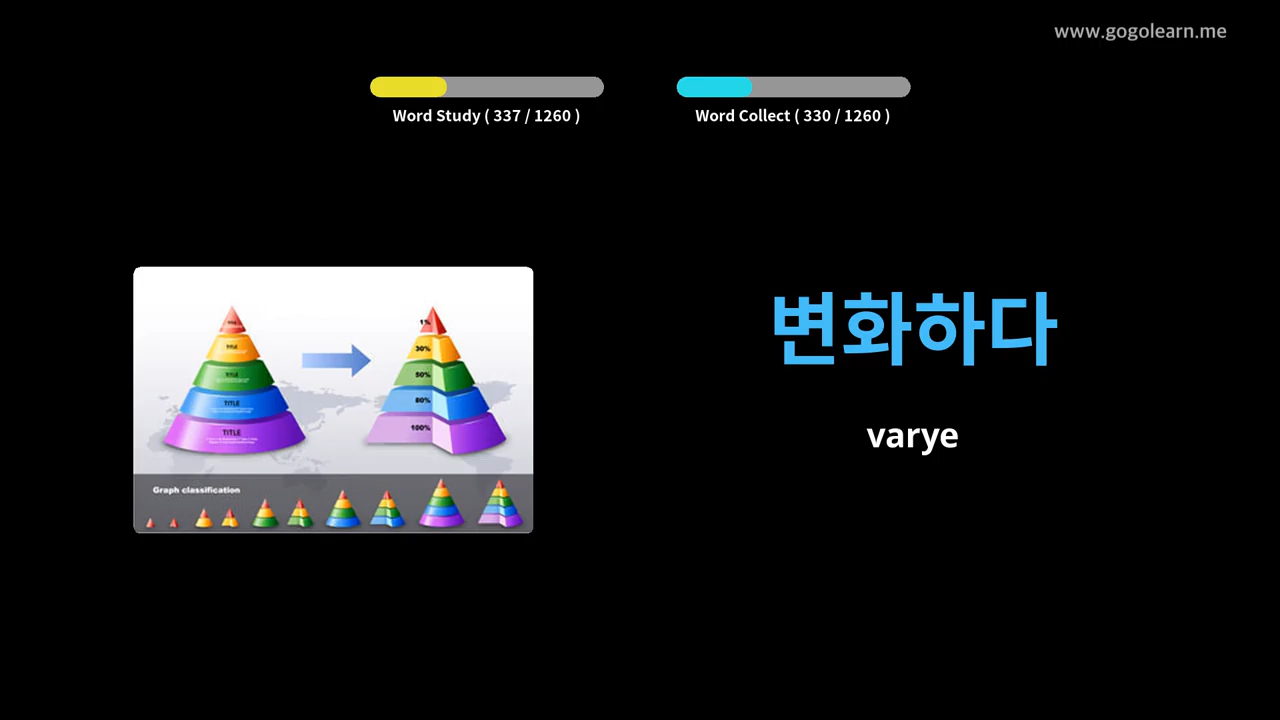 www.gogolearn.me
Word Study ( 337 / 1260 )
Word Collect ( 330 / 1260 )
변화하다
varye
TITLE
TITLE
TITLE
TITLE
1%
30%
50%
80%
100%
Graph classification